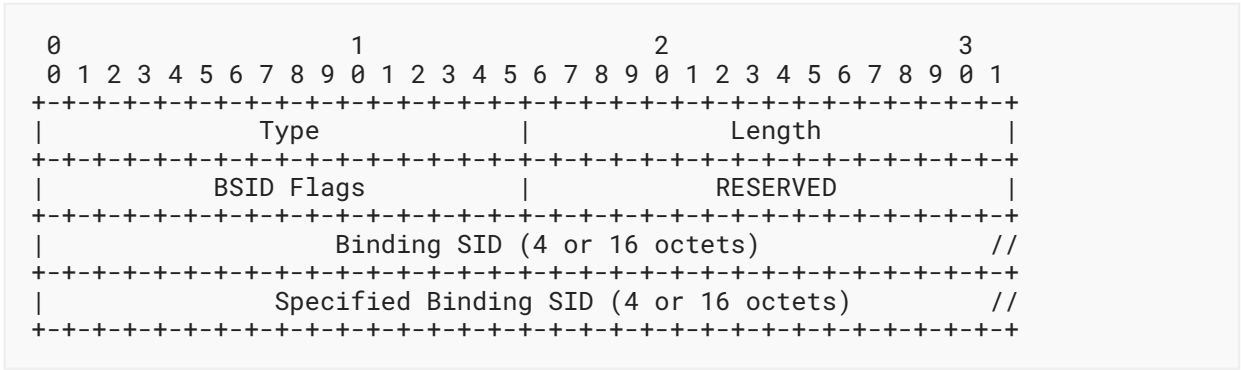 0                   1                   2                   3
 0 1 2 3 4 5 6 7 8 9 0 1 2 3 4 5 6 7 8 9 0 1 2 3 4 5 6 7 8 9 0 1
+-+-+-+-+-+-+-+-+-+-+-+-+-+-+-+-+-+-+-+-+-+-+-+-+-+-+-+-+-+-+-+-+
|              Type             |             Length            |
+-+-+-+-+-+-+-+-+-+-+-+-+-+-+-+-+-+-+-+-+-+-+-+-+-+-+-+-+-+-+-+-+
|           BSID Flags          |            RESERVED           |
+-+-+-+-+-+-+-+-+-+-+-+-+-+-+-+-+-+-+-+-+-+-+-+-+-+-+-+-+-+-+-+-+
|                   Binding SID (4 or 16 octets)               //
+-+-+-+-+-+-+-+-+-+-+-+-+-+-+-+-+-+-+-+-+-+-+-+-+-+-+-+-+-+-+-+-+
|               Specified Binding SID (4 or 16 octets)         //
+-+-+-+-+-+-+-+-+-+-+-+-+-+-+-+-+-+-+-+-+-+-+-+-+-+-+-+-+-+-+-+-+